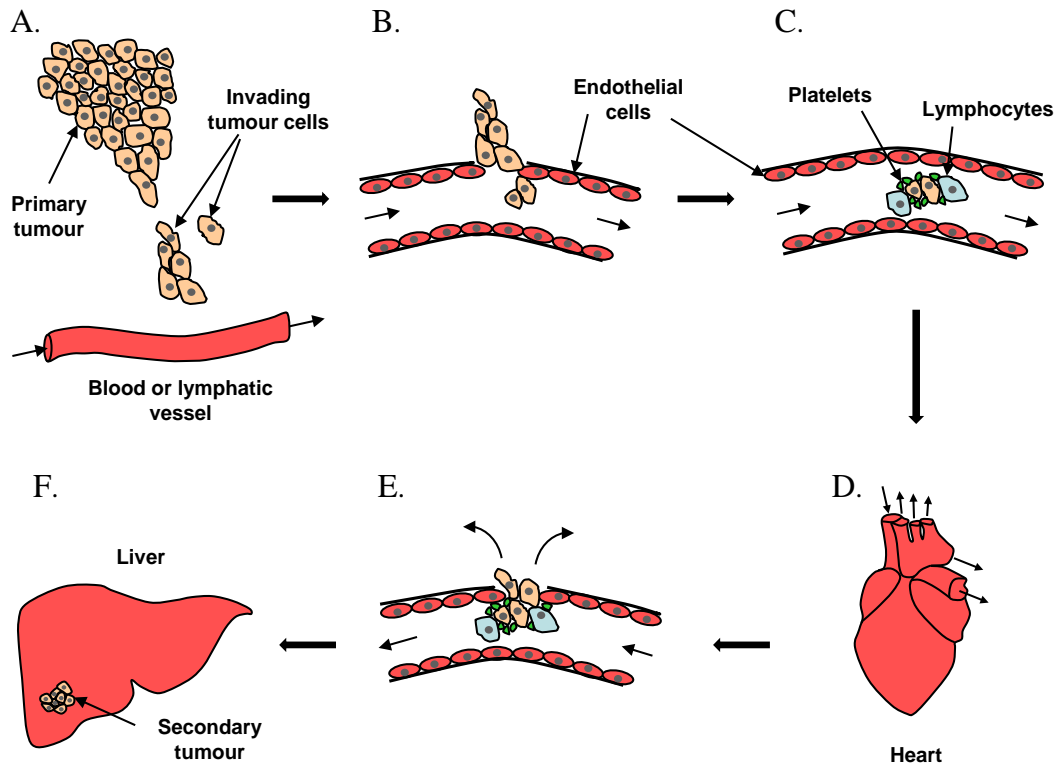 A.
Invading
tumour cells
Primary
tumour
Blood or lymphatic
vessel
B.
Endothelial
cells
C.
Platelets
Lymphocytes
D.
Heart
E.
F.
Liver
Secondary
tumour